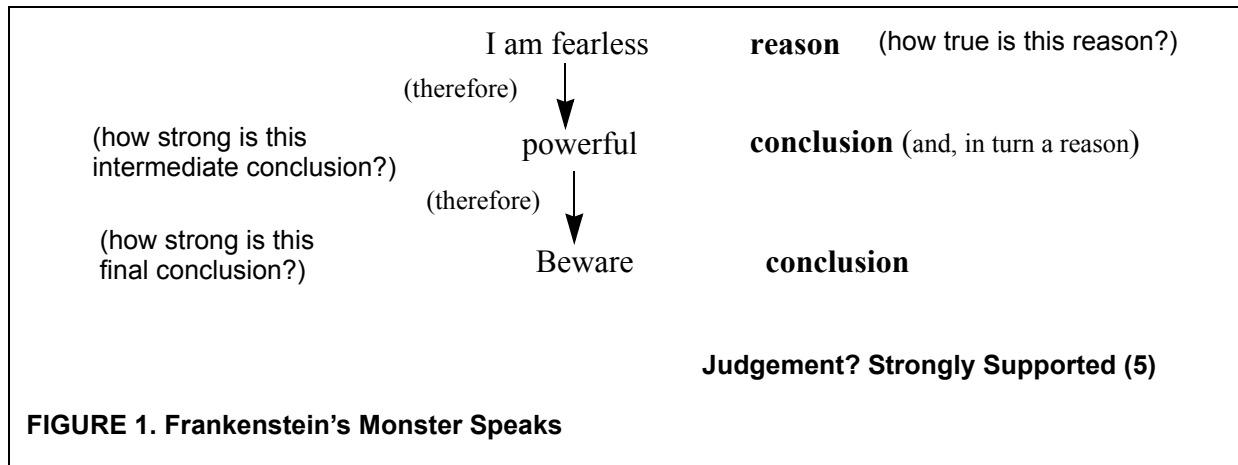 I am fearless reason (how true is this reason?)
(therefore)
(how strong is this
intermediate conclusion?)
powerful conclusion (and, in turn a reason)
(therefore)
(how strong is this
final conclusion?)
Beware conclusion
Judgement? Strongly Supported (5)
FIGURE 1. Frankenstein's Monster Speaks